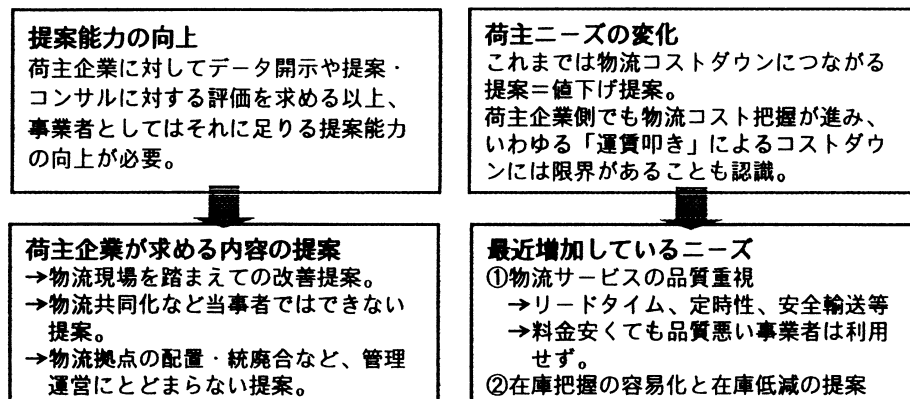 提案能力の向上
荷主企業に対してデータ開示や提案・
コンサルに対する評価を求める以上、
事業者としてはそれに足りる提案能力
の向上が必要。
荷主企業が求める内容の提案
→物流現場を踏まえての改善提案。
→物流共同化など当事者ではできない
提案。
→物流拠点の配置・統廃合など、管理
運営にとどまらない提案。
荷主ニーズの変化
これまでは物流コストダウンにつながる
提案＝値下げ提案。
荷主企業側でも物流コスト把握が進み、
いわゆる「運賃叩き」によるコストダウ
ンには限界があることも認識。
最近増加しているニーズ
①物流サービスの品質重視
→リードタイム、定時性、安全輸送等
→料金安くても品質悪い事業者は利用
せず。
②在庫把握の容易化と在庫低減の提案